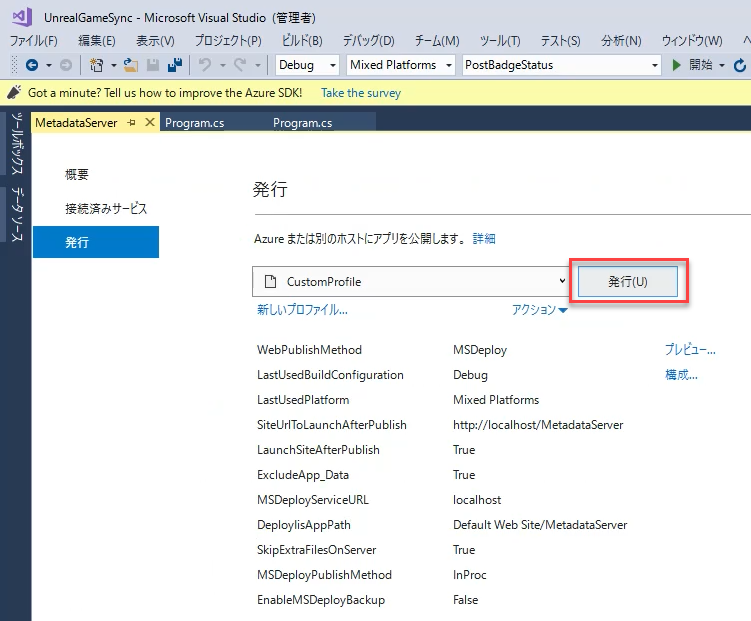 UnrealGameSync - Microsoft Visual Studio (管理者)
ファイル(F) 編集(E) 表示(V) プロジェクト(P) ビルド(B) デバッグ(D) チーム(M) ツール(T) テスト(S) 分析(N) ウィンドウ(W)
Debug Mixed Platforms PostBadgeStatus 開始
Got a minute? Tell us how to improve the Azure SDK! Take the survey
ツールボックス
データ ソース
MetadataServer Program.cs Program.cs
概要
接続済みサービス
発行
発行
Azure または別のホストにアプリを公開します。 詳細
CustomProfile 発行(U)
新しいプロファイル... アクション
WebPublishMethod MSDeploy プレビュー...
LastUsedBuildConfiguration Debug 構成...
LastUsedPlatform Mixed Platforms
SiteUrlToLaunchAfterPublish http://localhost/MetadataServer
LaunchSiteAfterPublish True
ExcludeApp_Data True
MSDeployServiceURL localhost
DeployIisAppPath Default Web Site/MetadataServer
SkipExtraFilesOnServer True
MSDeployPublishMethod InProc
EnableMSDeployBackup False